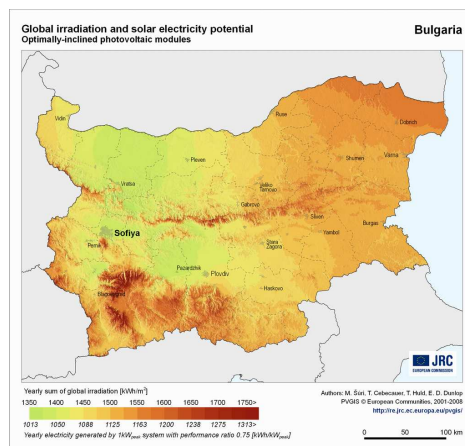 Global irradiation and solar electricity potential
Optimally-inclined photovoltaic modules
Bulgaria
Vidin
Ruse
Dobrich
Pleven
Shumen
Varna
Vratsa
Veliko
Tarnovo
Gabrovo
Sofiya
Sliven
Burgas
Pernik
Yambol
Stara
Zagora
Pazardzhik
Plovdiv
Blagoevgrad
Haskovo
JRC
EUROPEAN COMMISSION
Yearly sum of global irradiation [kWh/m²]
1350 1400 1450 1500 1550 1600 1650 1700 1750>
1013 1050 1088 1125 1163 1200 1238 1275 1313>
Yearly electricity generated by 1kWpeak system with performance ratio 0.75 [kWh/kWpeak]
Authors: M. Šúri, T. Cebecauer, T. Huld, E. D. Dunlop
PVGIS © European Communities, 2001-2008
http://re.jrc.ec.europa.eu/pvgis/
0 50 100 km